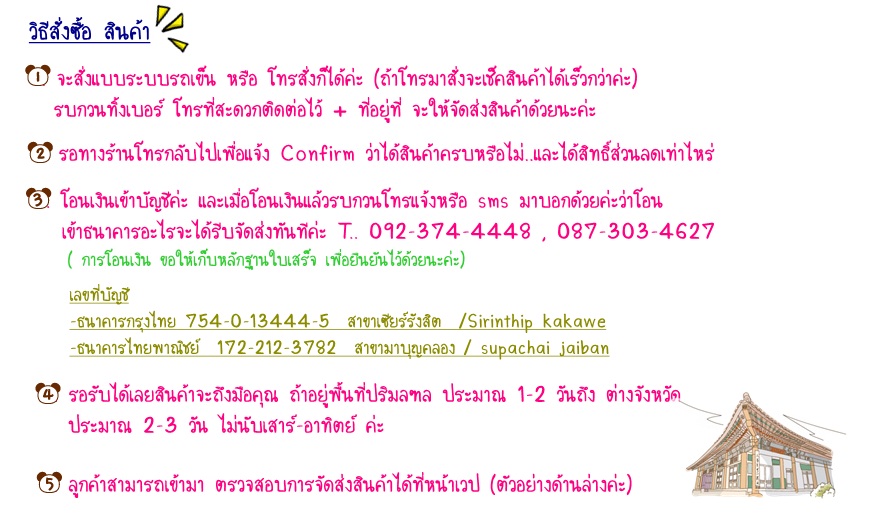 วิธีสั่งซื้อ สินค้า
1 จะสั่งแบบระบบรถเข็น หรือ โทรสั่งก็ได้ค่ะ (ถ้าโทรมาสั่งจะเช็คสินค้าได้เร็วกว่าค่ะ)
รบกวนทิ้งเบอร์ โทรที่สะดวกติดต่อไว้ + ที่อยู่ที่ จะให้จัดส่งสินค้าด้วยนะค่ะ
2 รอทางร้านโทรกลับไปเพื่อแจ้ง Confirm ว่าได้สินค้าครบหรือไม่..และได้สิทธิ์ส่วนลดเท่าไหร่
3. โอนเงินเข้าบัญชีค่ะ และเมื่อโอนเงินแล้วรบกวนโทรแจ้งหรือ sms มาบอกด้วยค่ะว่าโอน
เข้าธนาคารอะไรจะได้รีบจัดส่งทันทีค่ะ T.. 092-374-4448 , 087-303-4627
( การโอนเงิน ขอให้เก็บหลักฐานใบเสร็จ เพื่อยืนยันไว้ด้วยนะค่ะ)
เลขที่บัญชี
-ธนาคารกรุงไทย 754-0-13444-5 สาขาเซียร์รังสิต /Sirinthip kakawe
-ธนาคารไทยพาณิชย์ 172-212-3782 สาขามาบุญคลอง / supachai jaiban
4 รอรับได้เลยสินค้าจะถึงมือคุณ ถ้าอยู่พื้นที่ปริมลฑล ประมาณ 1-2 วันถึง ต่างจังหวัด
ประมาณ 2-3 วัน ไม่นับเสาร์-อาทิตย์ ค่ะ
5 ลูกค้าสามารถเข้ามา ตรวจสอบการจัดส่งสินค้าได้ที่หน้าเวป (ตัวอย่างด้านล่างค่ะ)